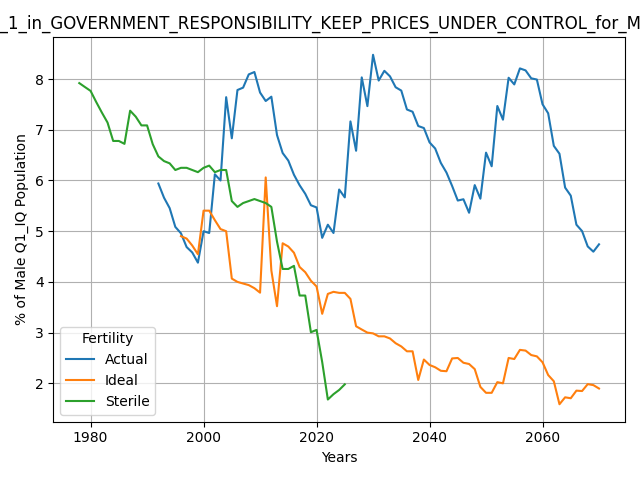 _1_in_GOVERNMENT_RESPONSIBILITY_KEEP_PRICES_UNDER_CONTROL_for_M
% of Male Q1_IQ Population
8
7
6
5
4
3
2
Fertility
Actual
Ideal
Sterile
1980 2000 2020 2040 2060
Years